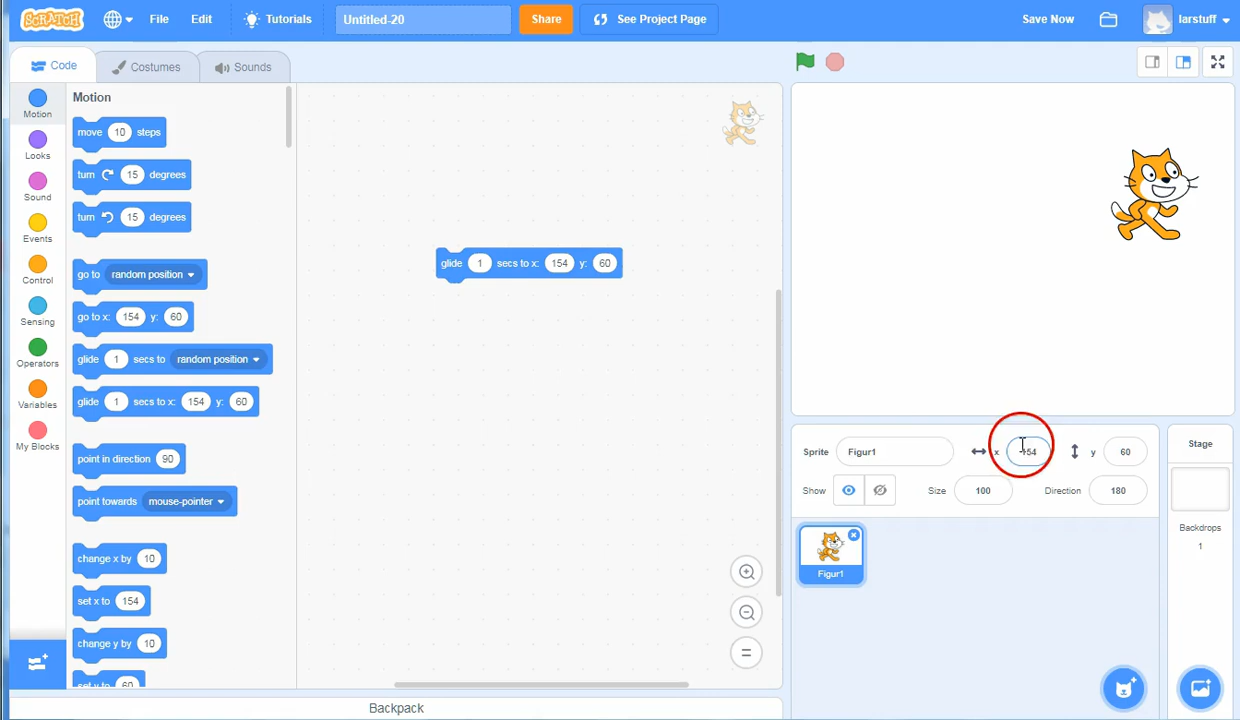 SCRATCH File Edit Tutorials Untitled-20 Share See Project Page Save Now larstuff
Code Costumes Sounds
Motion
Looks
Sound
Events
Control
Sensing
Operators
Variables
My Blocks
Motion
move 10 steps
turn 15 degrees
turn 15 degrees
go to random position
go to x: 154 y: 60
glide 1 secs to random position
glide 1 secs to x: 154 y: 60
point in direction 90
point towards mouse-pointer
change x by 10
set x to 154
change y by 10
set y to 60
glide 1 secs to x: 154 y: 60
Sprite Figur1 x 154 y 60
Show Size 100 Direction 180
Figur1
Stage
Backdrops
1
Backpack